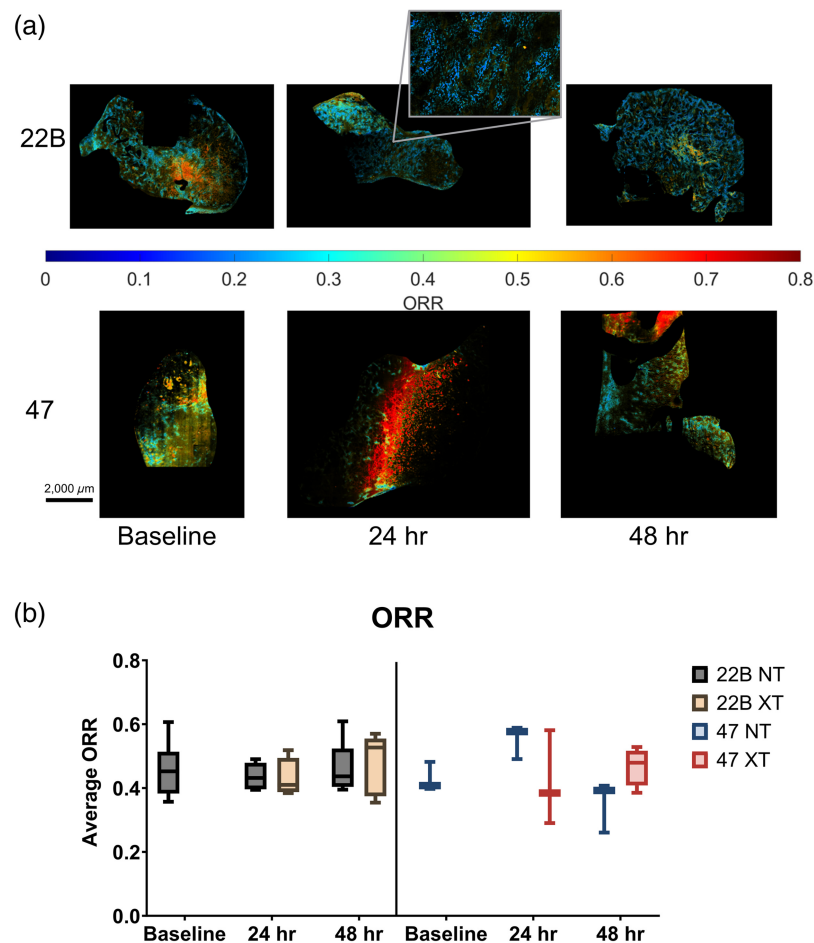 (a)
22B
0 0.1 0.2 0.3 0.4 0.5 0.6 0.7 0.8
ORR
47
2,000 µm
Baseline 24 hr 48 hr
(b)
ORR
0.8
0.6
0.4
0.2
0.0
Average ORR
Baseline 24 hr 48 hr Baseline 24 hr 48 hr
22B NT
22B XT
47 NT
47 XT